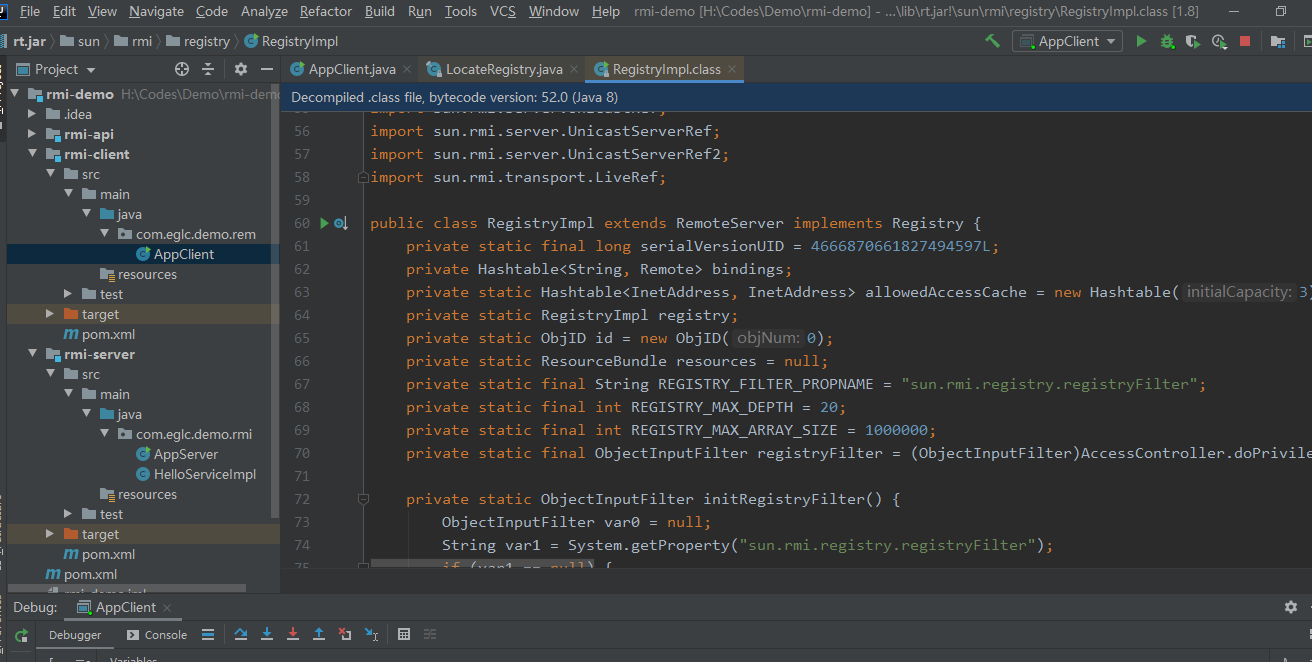 File Edit View Navigate Code Analyze Refactor Build Run Tools VCS Window Help rmi-demo [H:\Codes\Demo\rmi-demo] - ...\lib\rt.jar!\sun\rmi\registry\RegistryImpl.class [1.8]
rt.jar sun rmi registry RegistryImpl AppClient
Project
AppClient.java LocateRegistry.java RegistryImpl.class
rmi-demo H:\Codes\Demo\rmi-demo
.idea
rmi-api
rmi-client
src
main
java
com.eglc.demo.rem
AppClient
resources
test
target
pom.xml
rmi-server
src
main
java
com.eglc.demo.rmi
AppServer
HelloServiceImpl
resources
test
target
pom.xml
pom.xml
rmi-demo.iml
Decompiled .class file, bytecode version: 52.0 (Java 8)
56 import sun.rmi.server.UnicastServerRef;
57 import sun.rmi.server.UnicastServerRef2;
58 import sun.rmi.transport.LiveRef;
59
60 public class RegistryImpl extends RemoteServer implements Registry {
61 private static final long serialVersionUID = 4666870661827494597L;
62 private Hashtable<String, Remote> bindings;
63 private static Hashtable<InetAddress, InetAddress> allowedAccessCache = new Hashtable( initialCapacity: 3)
64 private static RegistryImpl registry;
65 private static ObjID id = new ObjID( objNum: 0);
66 private static ResourceBundle resources = null;
67 private static final String REGISTRY_FILTER_PROPNAME = "sun.rmi.registry.registryFilter";
68 private static final int REGISTRY_MAX_DEPTH = 20;
69 private static final int REGISTRY_MAX_ARRAY_SIZE = 1000000;
70 private static final ObjectInputFilter registryFilter = (ObjectInputFilter)AccessController.doPrivile
71
72 private static ObjectInputFilter initRegistryFilter() {
73 ObjectInputFilter var0 = null;
74 String var1 = System.getProperty("sun.rmi.registry.registryFilter");
75 if (var1 == null) {
Debug: AppClient
Debugger Console
Variables